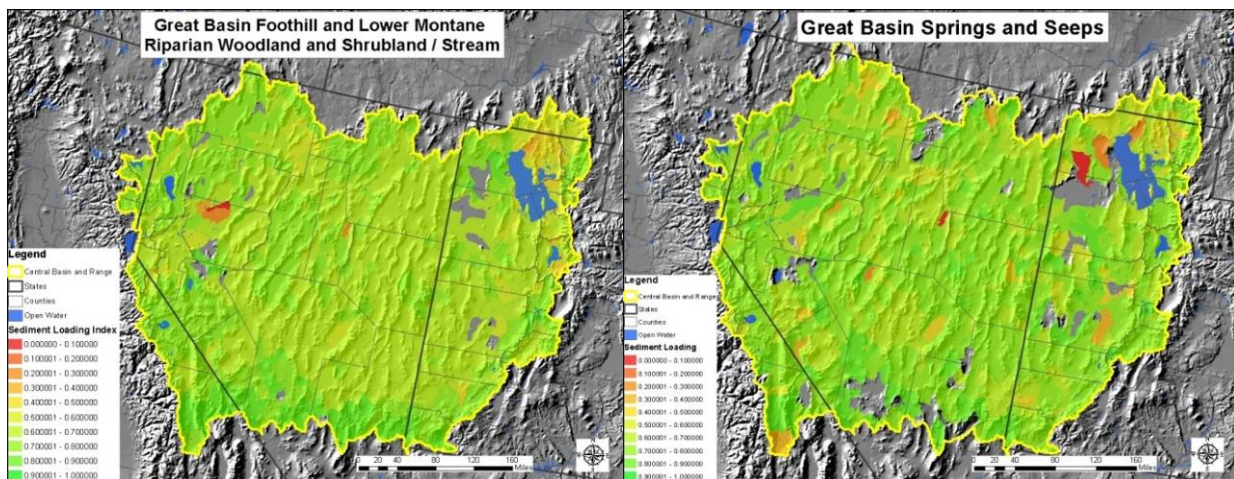 Great Basin Foothill and Lower Montane
Riparian Woodland and Shrubland / Stream
Legend
Central Basin and Range
States
Counties
Open Water
Sediment Loading Index
0.000000 - 0.100000
0.100001 - 0.200000
0.200001 - 0.300000
0.300001 - 0.400000
0.400001 - 0.500000
0.500001 - 0.600000
0.600001 - 0.700000
0.700001 - 0.800000
0.800001 - 0.900000
0.900001 - 1.000000
0 20 40 80 120 160
Miles
N
Great Basin Springs and Seeps
Legend
Central Basin and Range
States
Counties
Open Water
Sediment Loading
0.000000 - 0.100000
0.100001 - 0.200000
0.200001 - 0.300000
0.300001 - 0.400000
0.400001 - 0.500000
0.500001 - 0.600000
0.600001 - 0.700000
0.700001 - 0.800000
0.800001 - 0.900000
0.900001 - 1.000000
0 20 40 80 120 160
Miles
N